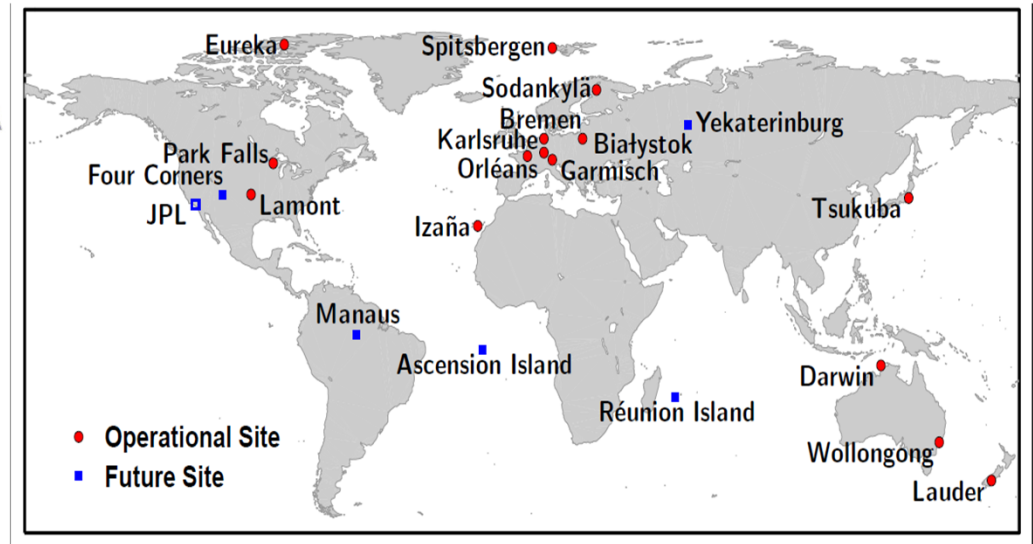 Eureka
Spitsbergen
Sodankylä
Bremen
Yekaterinburg
Karlsruhe
Białystok
Park Falls
Orléans
Garmisch
Four Corners
JPL
Lamont
Tsukuba
Izaña
Manaus
Ascension Island
Darwin
Réunion Island
Operational Site
Wollongong
Future Site
Lauder